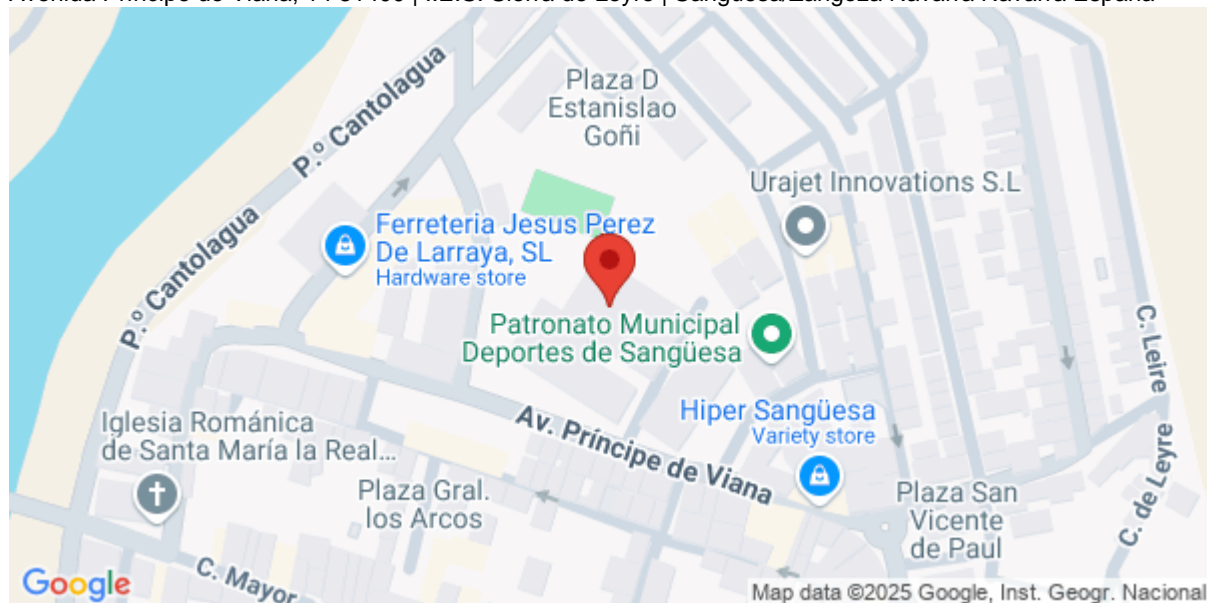 Plaza D
Estanislao
Goñi
P.º Cantolagua
Urajet Innovations S.L
Ferreteria Jesus Perez
De Larraya, SL
Hardware store
P.º Cantolagua
Patronato Municipal
Deportes de Sangüesa
C. Leire
Hiper Sangüesa
Variety store
Av. Príncipe de Viana
Iglesia Románica
de Santa María la Real...
Plaza Gral.
los Arcos
Plaza San
Vicente
de Paul
C. de Leyre
C. Mayor
Google
Map data ©2025 Google, Inst. Geogr. Nacional